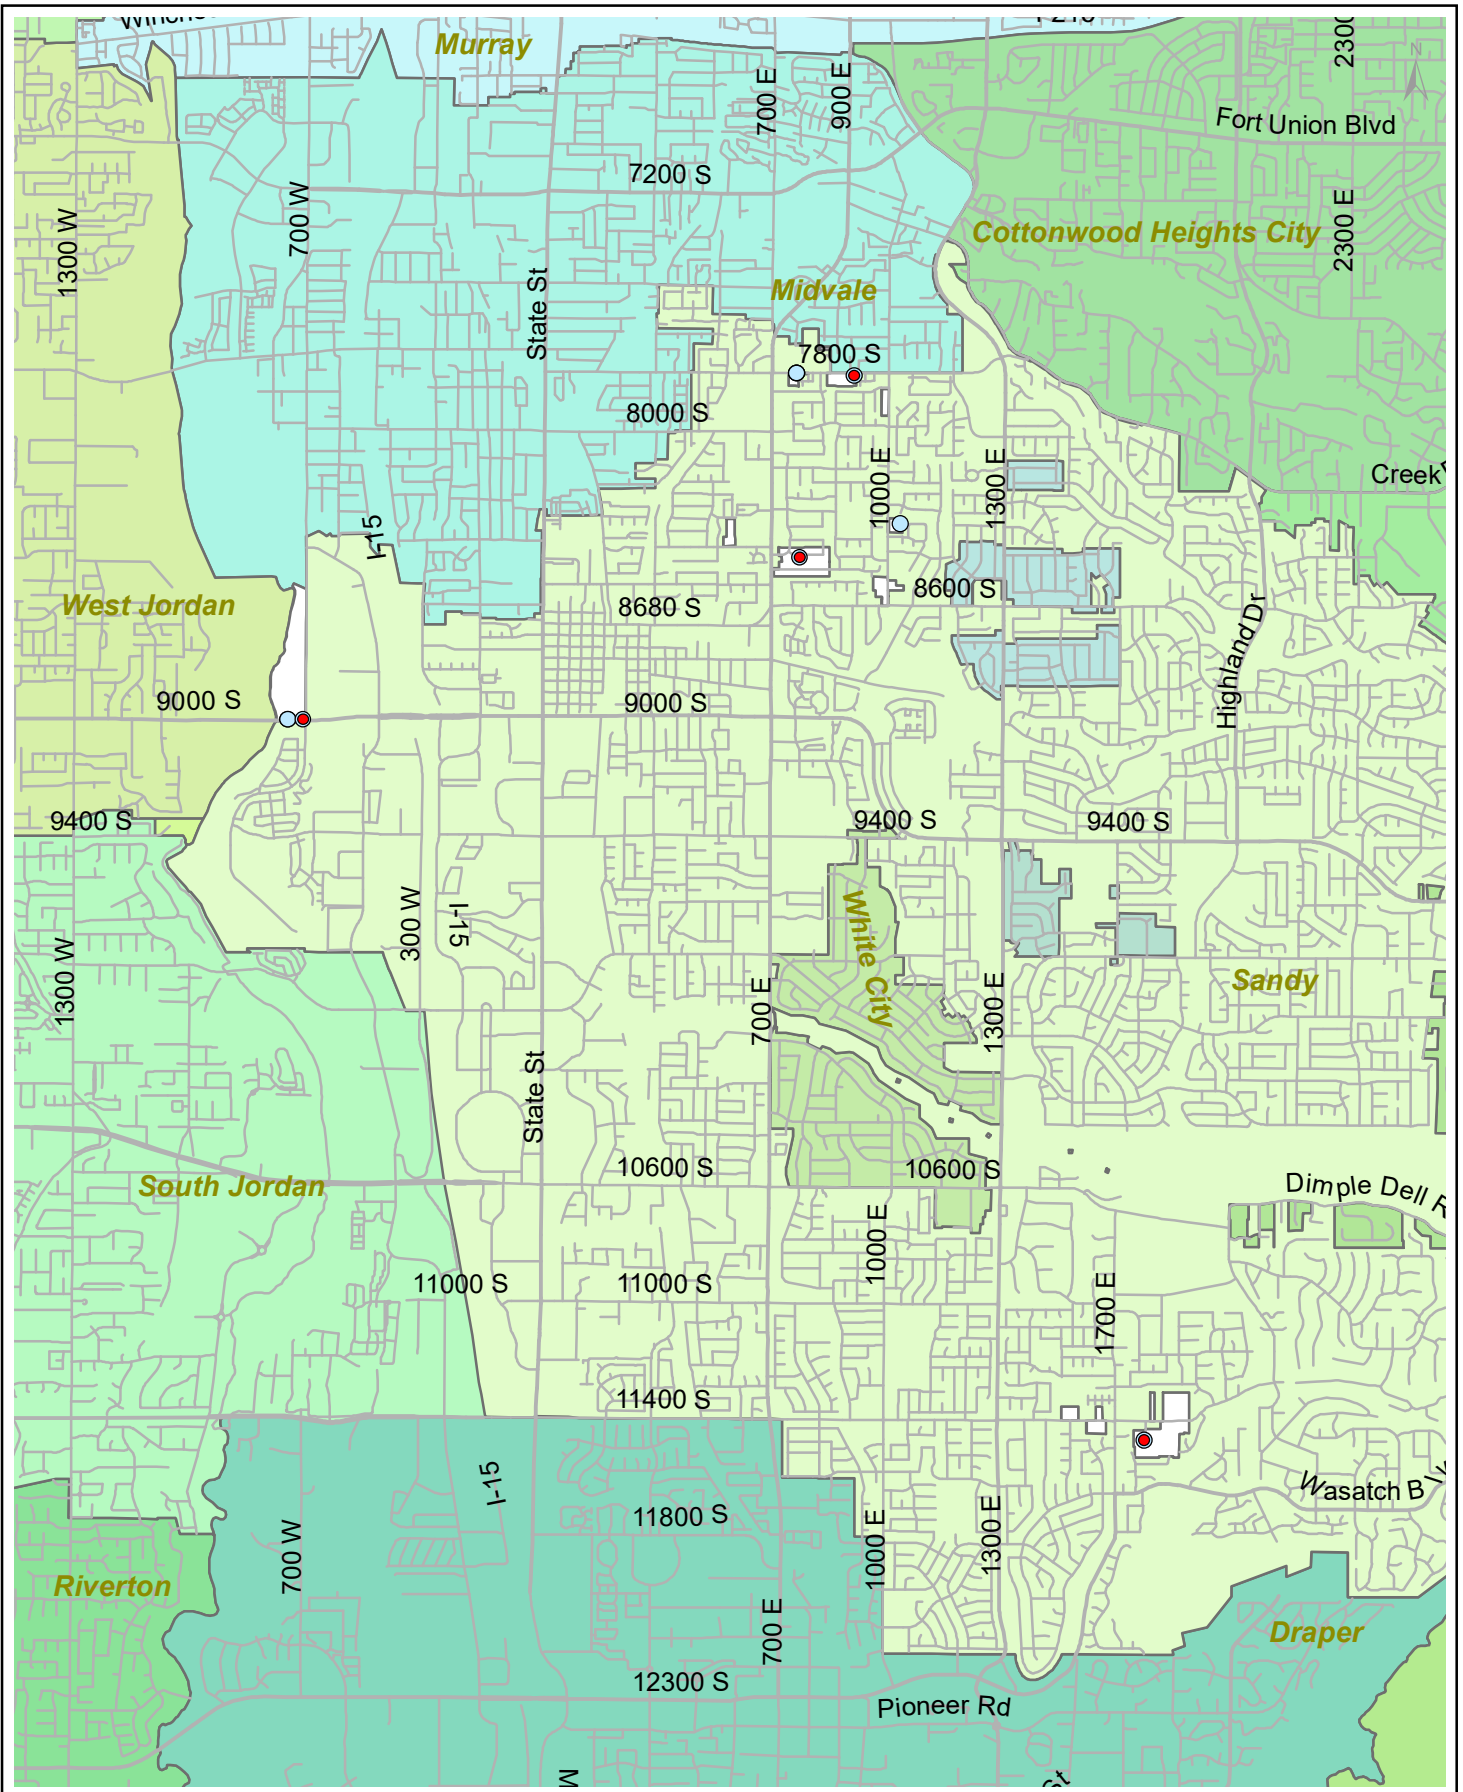 Murray
2300
N
700 E
900 E
Fort Union Blvd
7200 S
1300 W
700 W
Cottonwood Heights City
2300 E
State St
Midvale
7800 S
8000 S
Creek
1000 E
1300 E
I-15
West Jordan
8600 S
8680 S
Highland Dr
9000 S
9000 S
9400 S
9400 S
9400 S
300 W
I-15
White City
1300 W
Sandy
700 E
1300 E
State St
10600 S
10600 S
South Jordan
Dimple Dell R
1000 E
11000 S
11000 S
1700 E
11400 S
I-15
Wasatch Blv
11800 S
700 W
1000 E
1300 E
Riverton
700 E
Draper
12300 S
Pioneer Rd
M
St